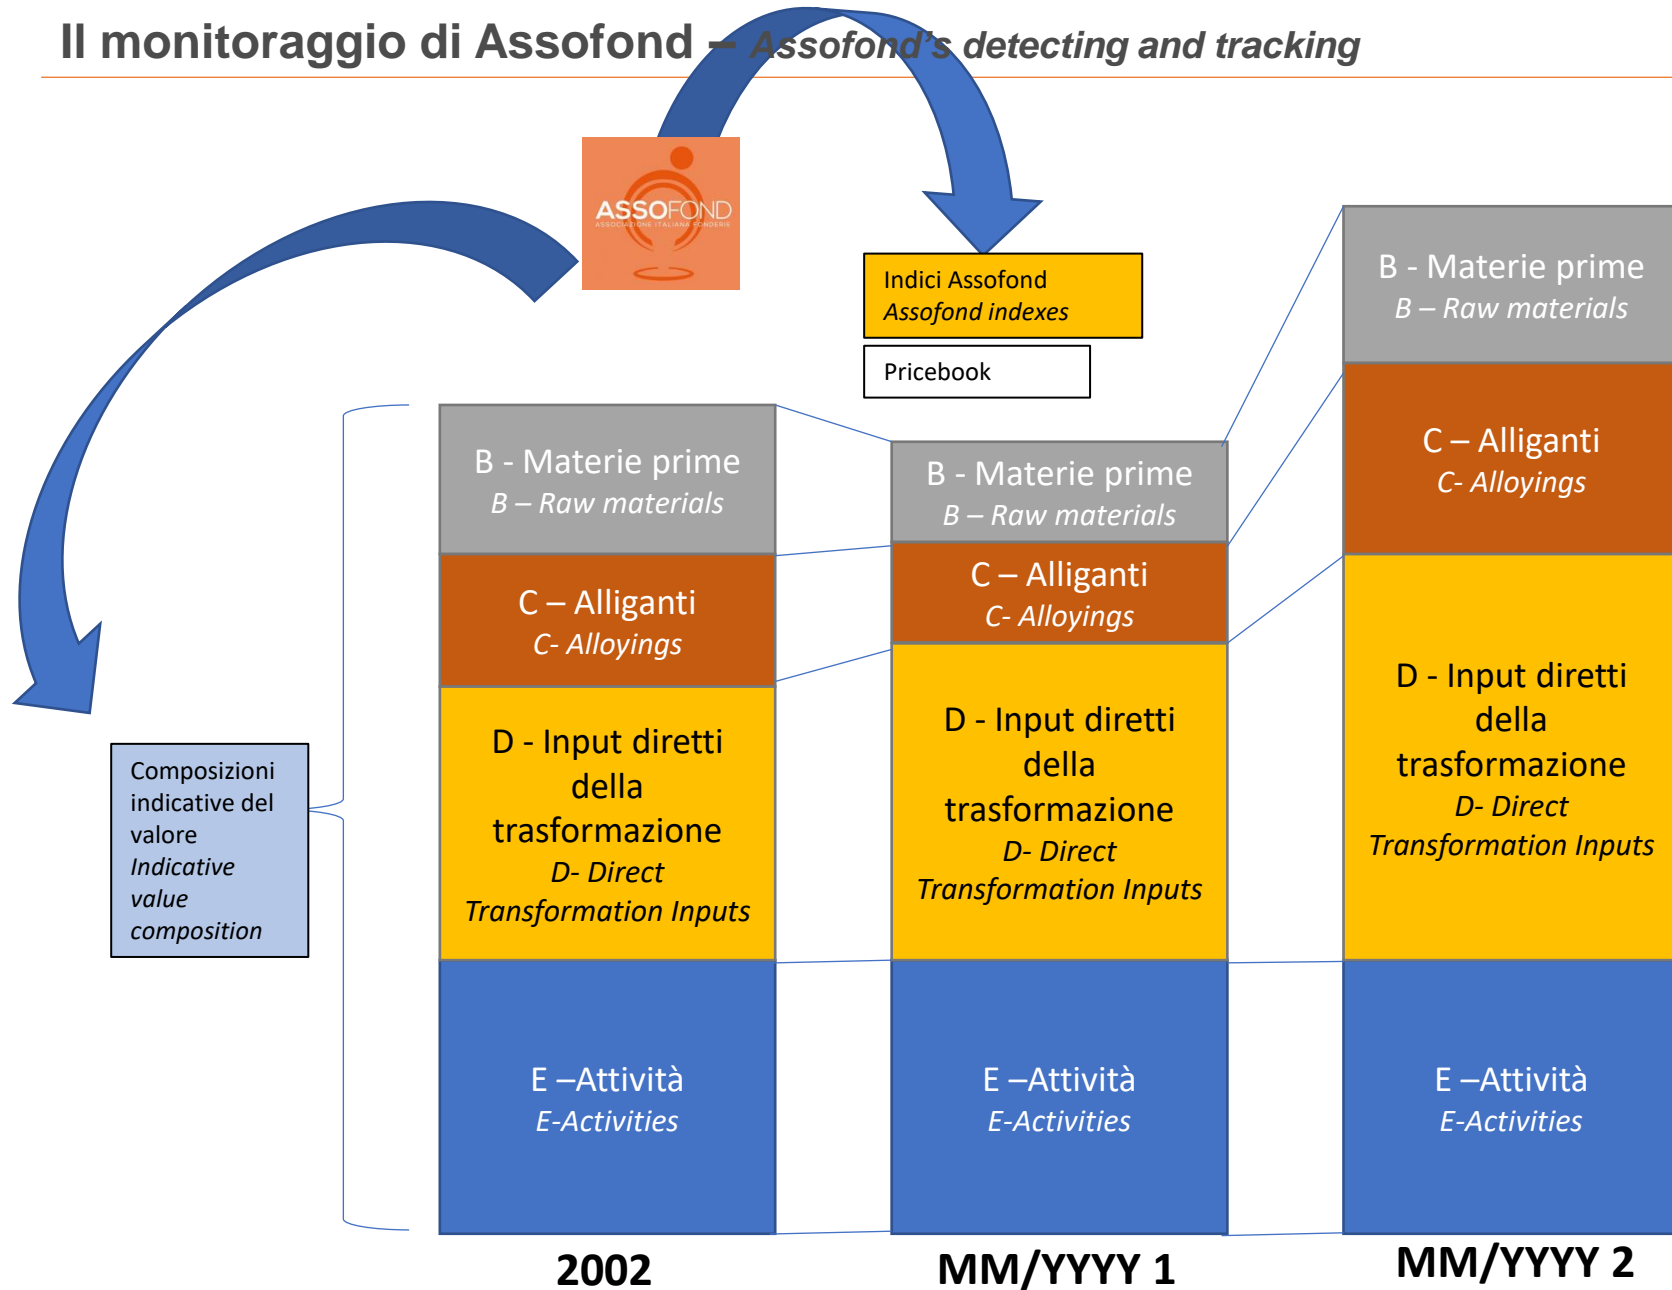 Il monitoraggio di Assofond – Assofond's detecting and tracking
ASSOFOND
ASSOCIAZIONE ITALIANA FONDERIE
Indici Assofond
Assofond indexes
Pricebook
Composizioni
indicative del
valore
Indicative
value
composition
B - Materie prime
B – Raw materials
C – Alliganti
C- Alloyings
D - Input diretti
della
trasformazione
D- Direct
Transformation Inputs
E –Attività
E-Activities
2002
B - Materie prime
B – Raw materials
C – Alliganti
C- Alloyings
D - Input diretti
della
trasformazione
D- Direct
Transformation Inputs
E –Attività
E-Activities
MM/YYYY 1
B - Materie prime
B – Raw materials
C – Alliganti
C- Alloyings
D - Input diretti
della
trasformazione
D- Direct
Transformation Inputs
E –Attività
E-Activities
MM/YYYY 2